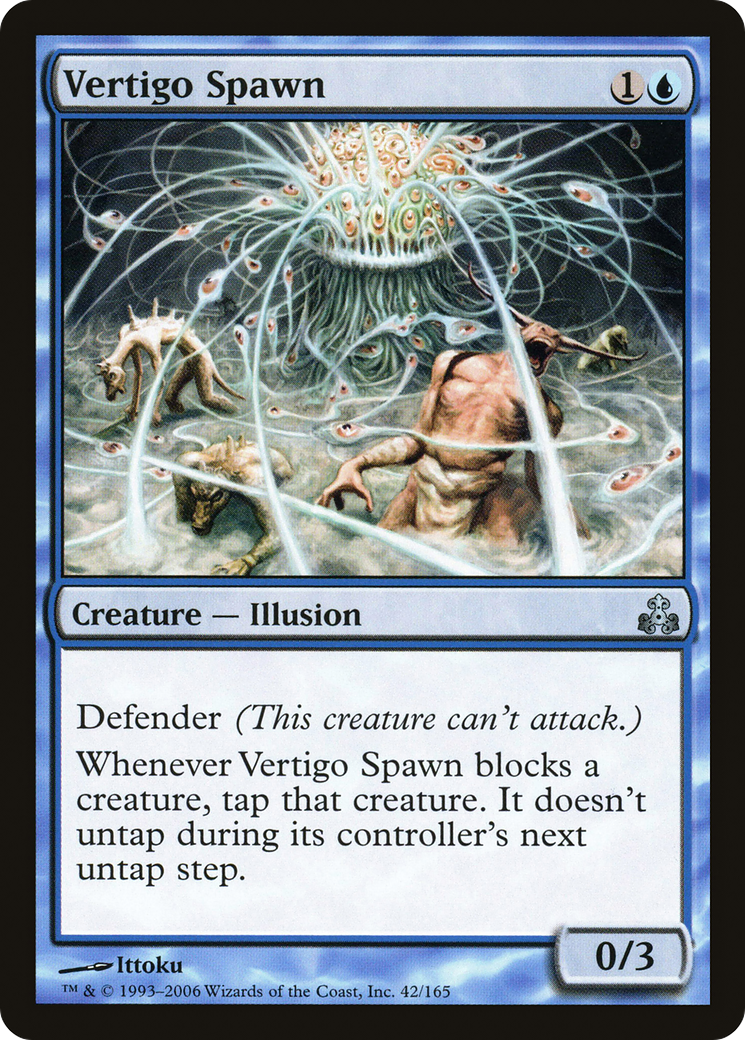 Vertigo Spawn 1
Creature — Illusion
Defender (This creature can't attack.)
Whenever Vertigo Spawn blocks a
creature, tap that creature. It doesn't
untap during its controller's next
untap step.
0/3
Ittoku
™ & © 1993–2006 Wizards of the Coast, Inc. 42/165